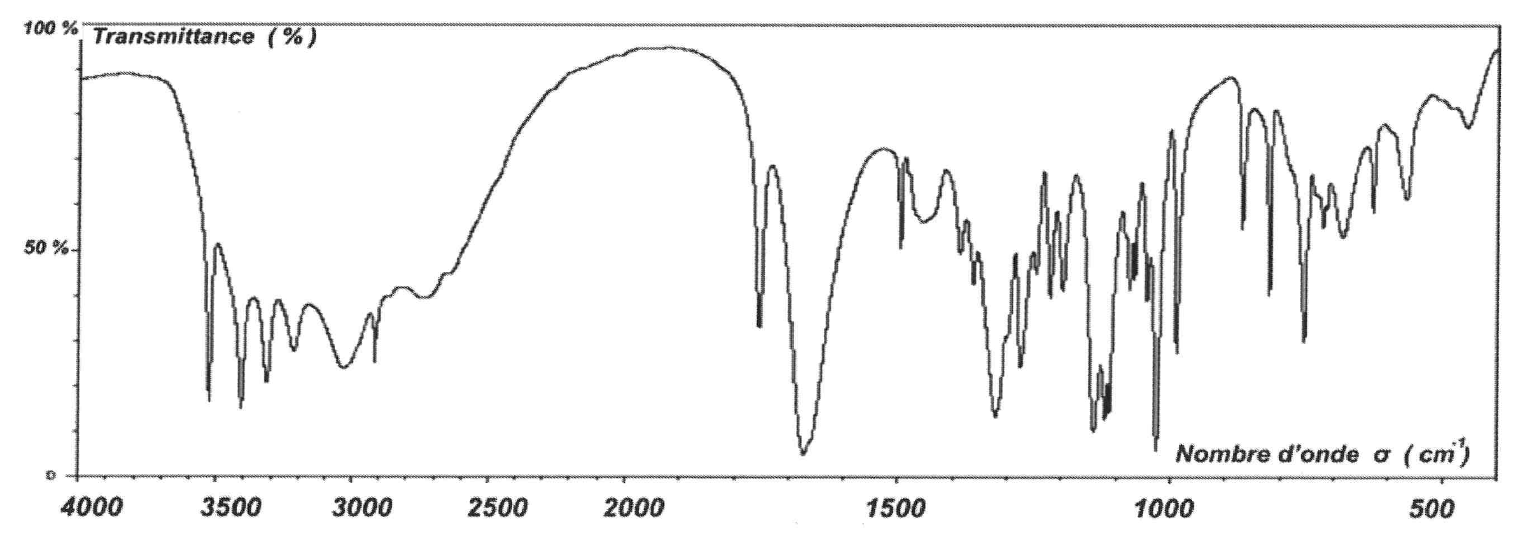 100 %
Transmittance ( % )
50 %
0
Nombre d'onde σ ( cm⁻¹)
4000 3500 3000 2500 2000 1500 1000 500